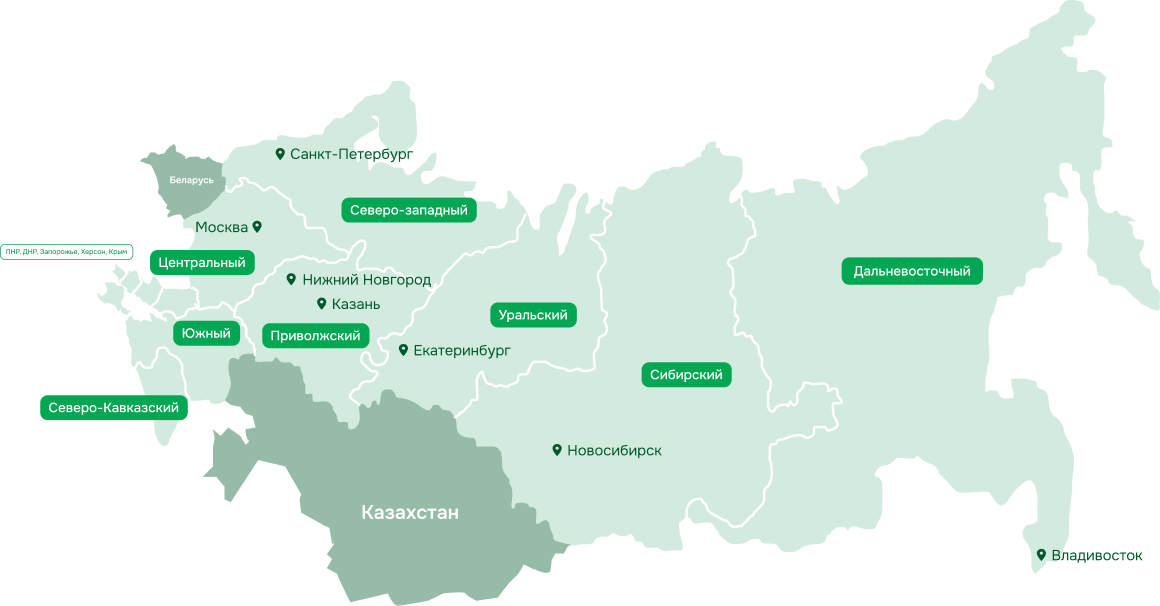 Санкт-Петербург
Беларусь
Северо-западный
Москва
ЛНР, ДНР, Запорожье, Херсон, Крым
Центральный
Дальневосточный
Нижний Новгород
Казань
Уральский
Южный
Приволжский
Екатеринбург
Сибирский
Северо-Кавказский
Новосибирск
Казахстан
Владивосток